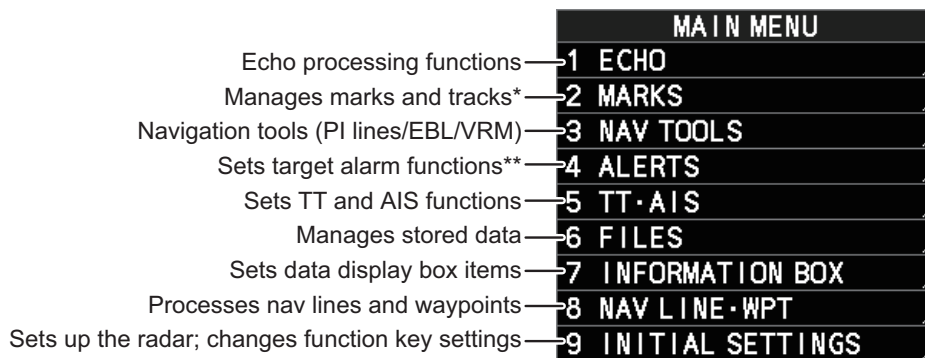 MAIN MENU
Echo processing functions 1 ECHO
Manages marks and tracks* 2 MARKS
Navigation tools (PI lines/EBL/VRM) 3 NAV TOOLS
Sets target alarm functions** 4 ALERTS
Sets TT and AIS functions 5 TT·AIS
Manages stored data 6 FILES
Sets data display box items 7 INFORMATION BOX
Processes nav lines and waypoints 8 NAV LINE·WPT
Sets up the radar; changes function key settings 9 INITIAL SETTINGS